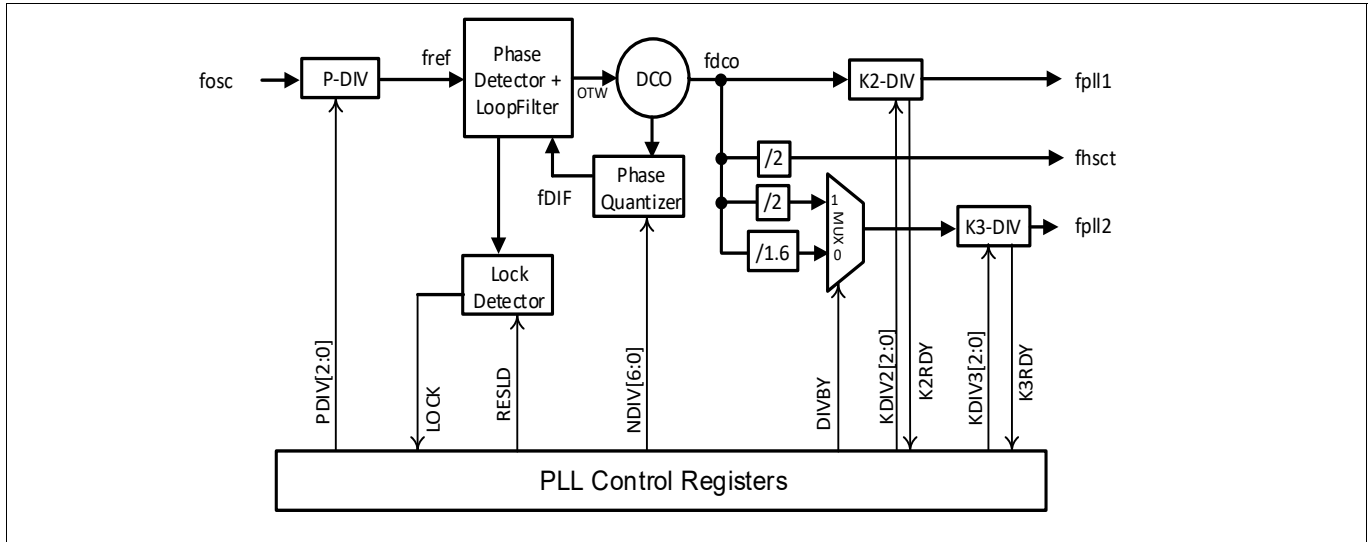 fosc
P-DIV
fref
Phase
Detector +
LoopFilter
OTW
DCO
fdco
K2-DIV
fpll1
/2
fhsct
fDIF
Phase
Quantizer
/2
1
MUX
0
/1.6
K3-DIV
fpll2
Lock
Detector
PDIV[2:0]
LOCK
RESLD
NDIV[6:0]
DIVBY
KDIV2[2:0]
K2RDY
KDIV3[2:0]
K3RDY
PLL Control Registers